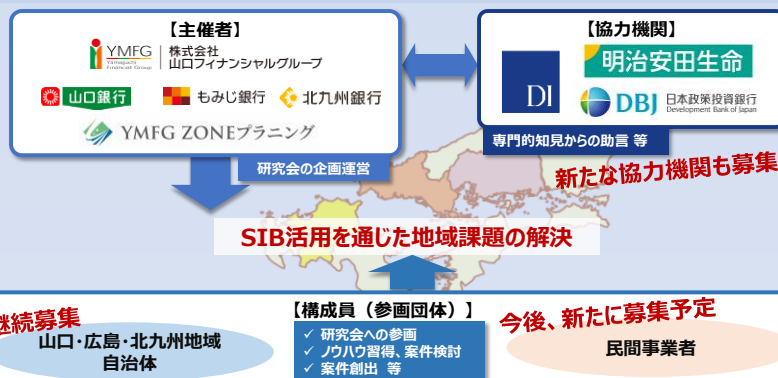 【主催者】
YMFG
Yamaguchi
Financial Group
株式会社
山口フィナンシャルグループ
山口銀行
もみじ銀行
北九州銀行
YMFG ZONEプラニング
研究会の企画運営
【協力機関】
DI
明治安田生命
DBJ
日本政策投資銀行
Development Bank of Japan
専門的知見からの助言 等
新たな協力機関も募集
SIB活用を通じた地域課題の解決
継続募集
山口・広島・北九州地域
自治体
【構成員（参画団体）】
✓ 研究会への参画
✓ ノウハウ習得、案件検討
✓ 案件創出 等
今後、新たに募集予定
民間事業者